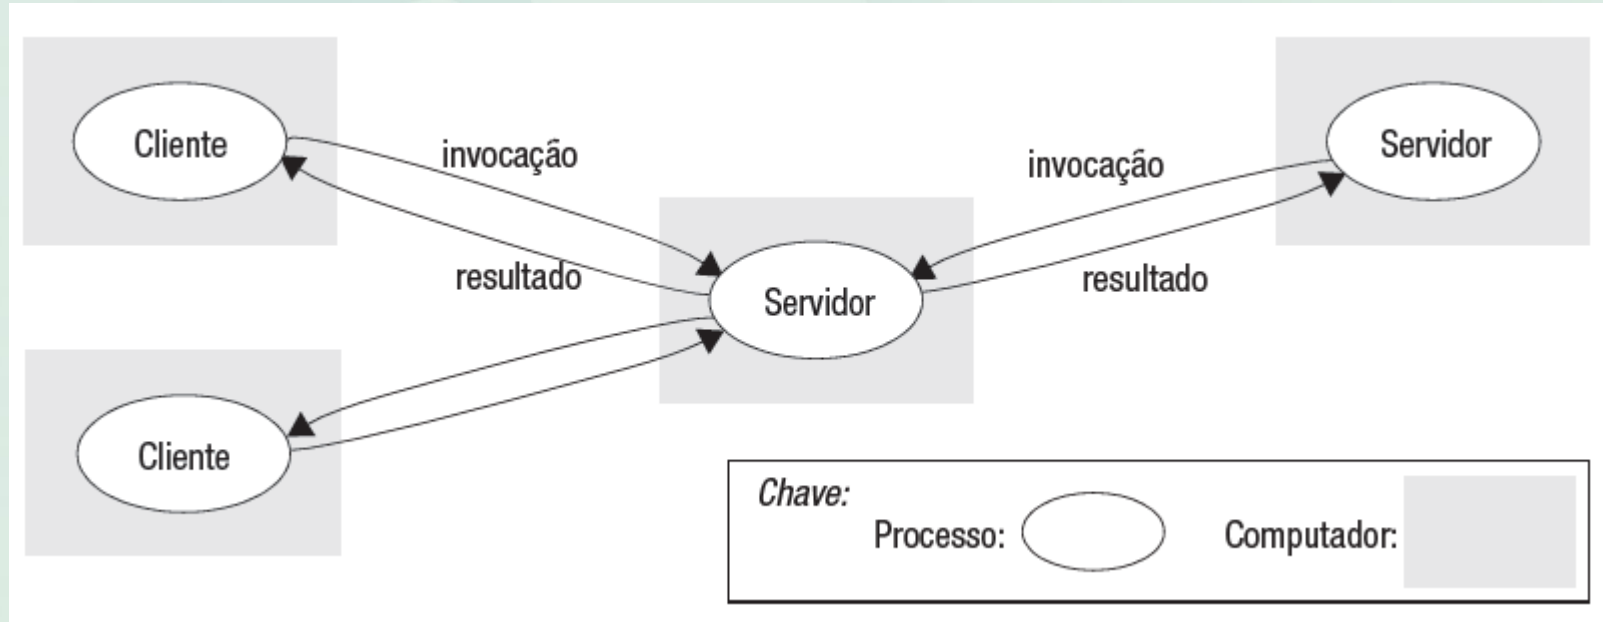 Cliente
invocação
resultado
Servidor
invocação
resultado
Servidor
Cliente
Chave:
Processo:
Computador: